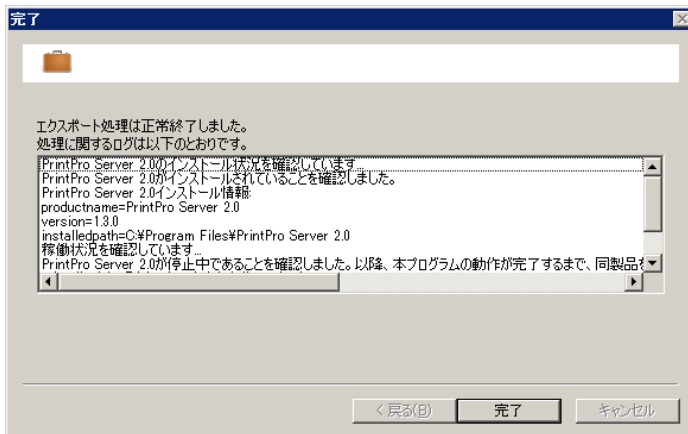 完了
エクスポート処理は正常終了しました。
処理に関するログは以下のとおりです。
PrintPro Server 2.0のインストール状況を確認しています...
PrintPro Server 2.0がインストールされていることを確認しました。
PrintPro Server 2.0インストール情報:
productname=PrintPro Server 2.0
version=1.3.0
installedpath=C:¥Program Files¥PrintPro Server 2.0
稼働状況を確認しています...
PrintPro Server 2.0が停止中であることを確認しました。以降、本プログラムの動作が完了するまで、同製品を
< 戻る(B)
完了
キャンセル